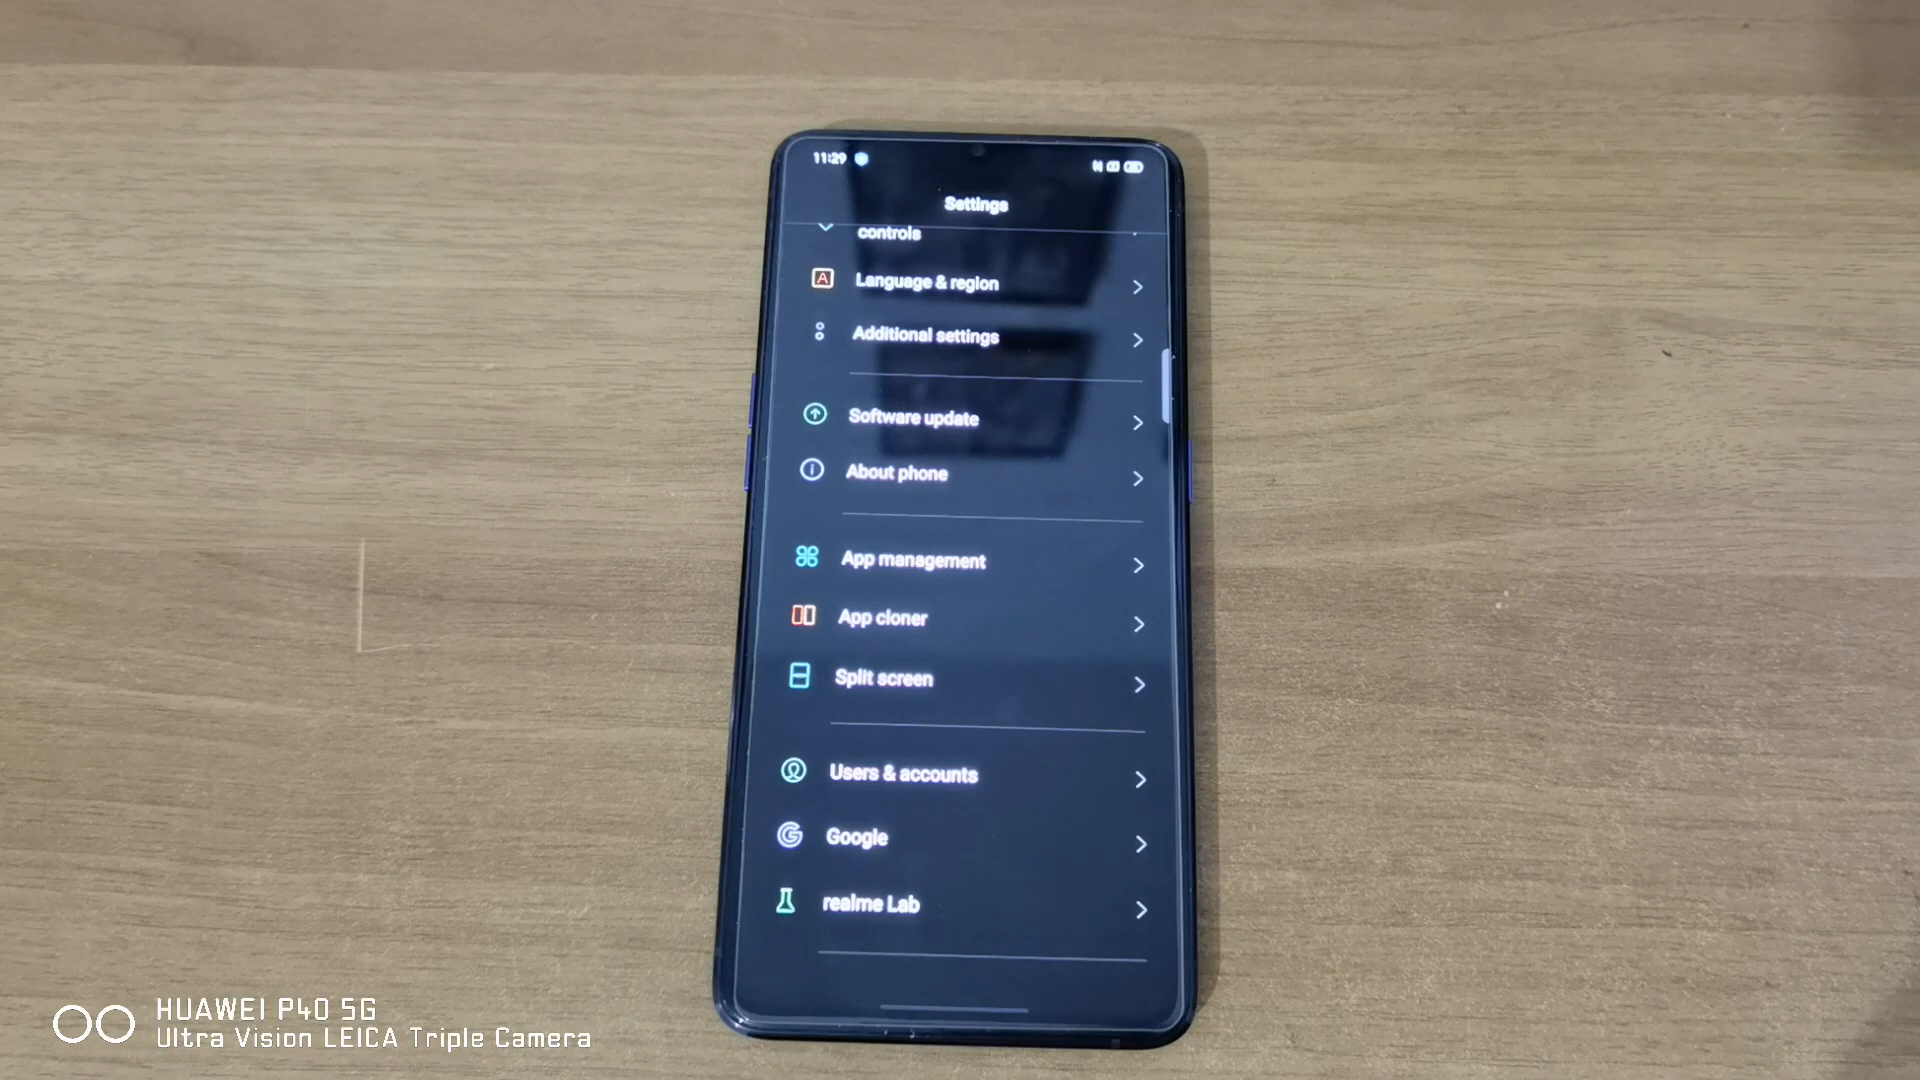 11:29
Settings
controls
Language & region
Additional settings
Software update
About phone
App management
App cloner
Split screen
Users & accounts
Google
realme Lab
HUAWEI P40 5G
Ultra Vision LEICA Triple Camera